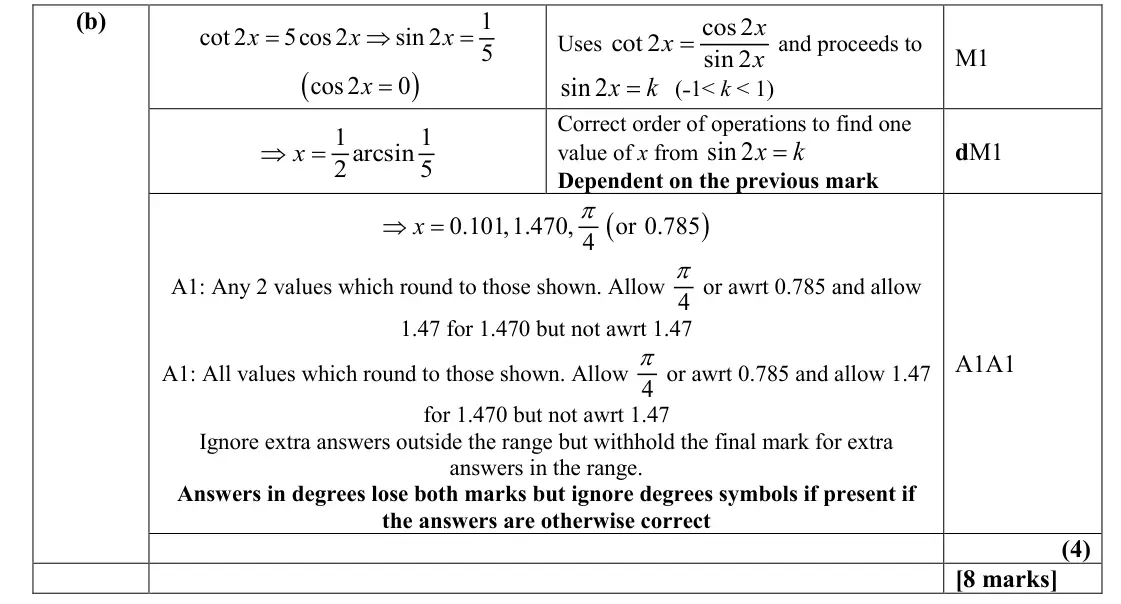 (b)
cot 2x = 5 cos 2x ⇒ sin 2x = 1/5
(cos 2x = 0)
Uses cot 2x = cos 2x / sin 2x and proceeds to
sin 2x = k (-1< k < 1)
M1
⇒ x = 1/2 arcsin 1/5
Correct order of operations to find one
value of x from sin 2x = k
Dependent on the previous mark
dM1
⇒ x = 0.101, 1.470, π/4 (or 0.785)
A1: Any 2 values which round to those shown. Allow π/4 or awrt 0.785 and allow
1.47 for 1.470 but not awrt 1.47
A1: All values which round to those shown. Allow π/4 or awrt 0.785 and allow 1.47
for 1.470 but not awrt 1.47
Ignore extra answers outside the range but withhold the final mark for extra
answers in the range.
Answers in degrees lose both marks but ignore degrees symbols if present if
the answers are otherwise correct
A1A1
(4)
[8 marks]